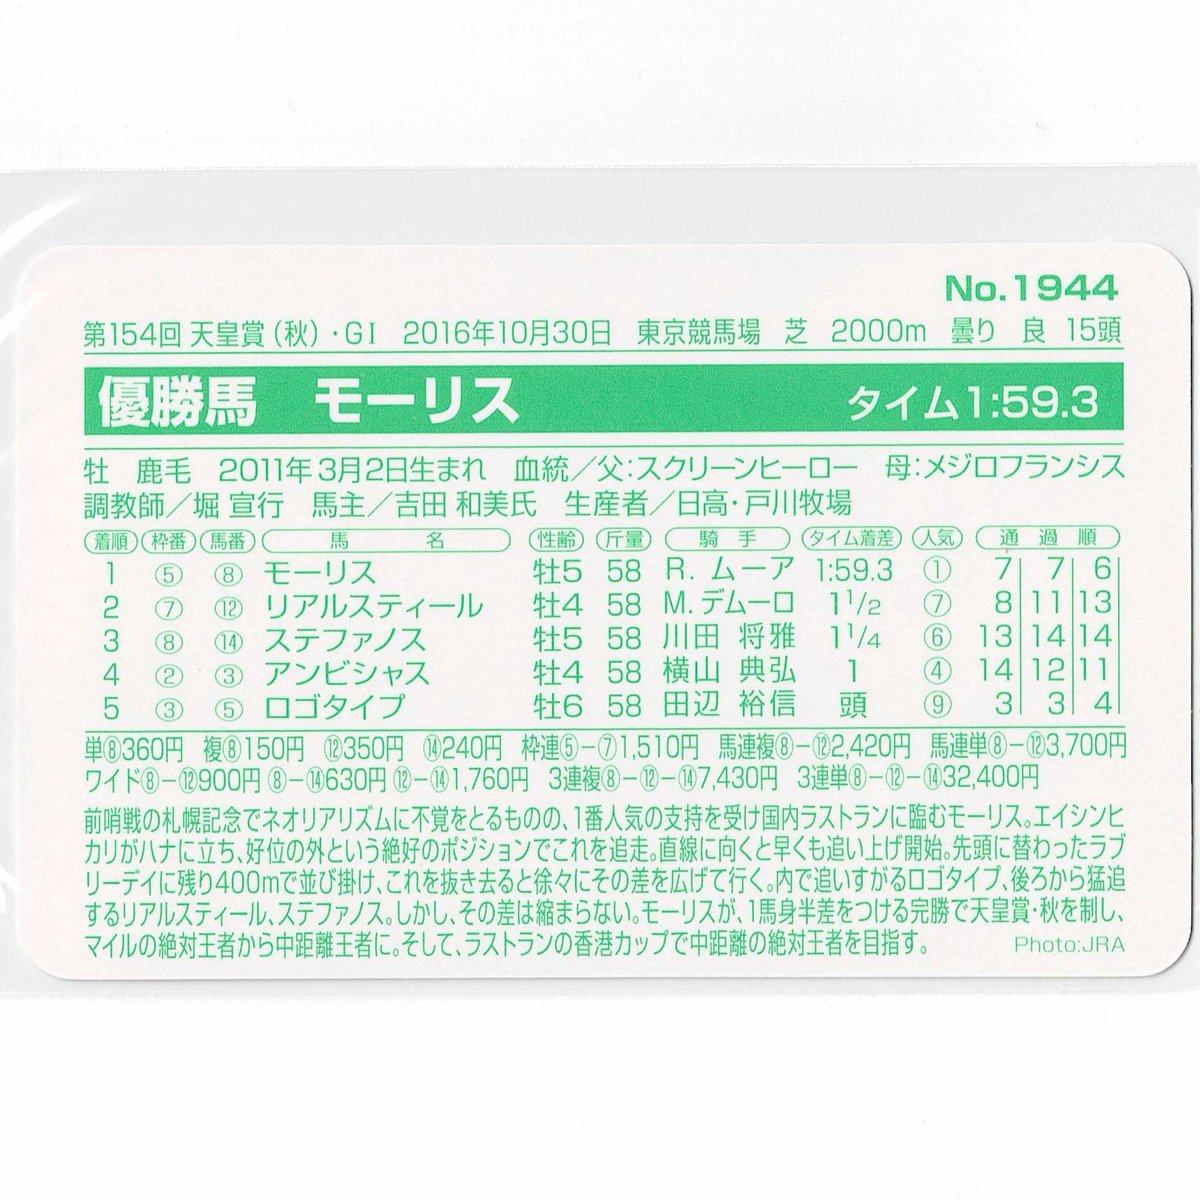 No.1944
第154回 天皇賞(秋)・GⅠ 2016年10月30日 東京競馬場 芝 2000m 曇り 良 15頭
優勝馬 モーリス タイム1:59.3
牡 鹿毛 2011年3月2日生まれ 血統／父:スクリーンヒーロー 母:メジロフランシス
調教師／堀 宣行 馬主／吉田 和美氏 生産者／日高・戸川牧場
着順 枠番 馬番 馬名 性齢 斤量 騎手 タイム着差 人気 通過順
1 ⑤ ⑧ モーリス 牡5 58 R. ムーア 1:59.3 ① 7 7 6
2 ⑦ ⑫ リアルスティール 牡4 58 M. デムーロ 1 1/2 ⑦ 8 11 13
3 ⑧ ⑭ ステファノス 牡5 58 川田 将雅 1 1/4 ⑥ 13 14 14
4 ② ③ アンビシャス 牡4 58 横山 典弘 1 ④ 14 12 11
5 ③ ⑤ ロゴタイプ 牡6 58 田辺 裕信 頭 ⑨ 3 3 4
単⑧360円 複⑧150円 ⑫350円 ⑭240円 枠連⑤－⑦1,510円 馬連複⑧－⑫2,420円 馬連単⑧－⑫3,700円
ワイド⑧－⑫900円 ⑧－⑭630円 ⑫－⑭1,760円 3連複⑧－⑫－⑭7,430円 3連単⑧－⑫－⑭32,400円
前哨戦の札幌記念でネオリアリズムに不覚をとるものの、1番人気の支持を受け国内ラストランに臨むモーリス。エイシンヒ
カリがハナに立ち、好位の外という絶好のポジションでこれを追走。直線に向くと早くも追い上げ開始。先頭に替わったラブ
リーデイに残り400mで並び掛け、これを抜き去ると徐々にその差を広げて行く。内で追いすがるロゴタイプ、後ろから猛追
するリアルスティール、ステファノス。しかし、その差は縮まらない。モーリスが、1馬身半差をつける完勝で天皇賞・秋を制し、
マイルの絶対王者から中距離王者に。そして、ラストランの香港カップで中距離の絶対王者を目指す。 Photo:JRA